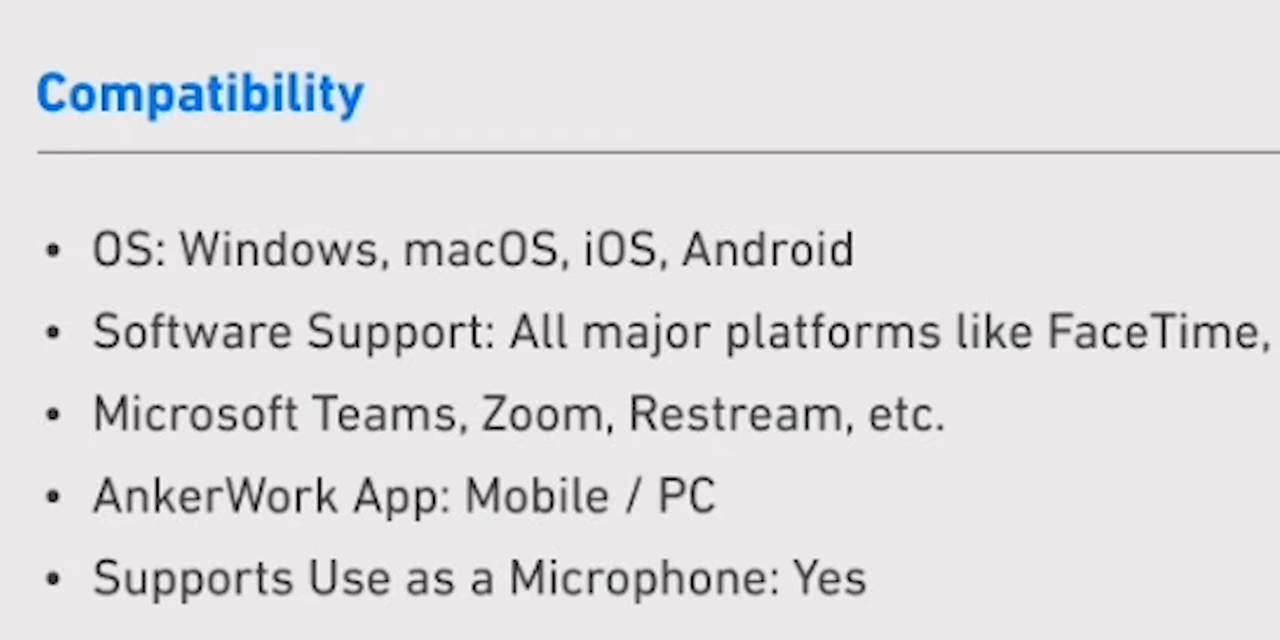 Compatibility
• OS: Windows, macOS, iOS, Android
• Software Support: All major platforms like FaceTime,
• Microsoft Teams, Zoom, Restream, etc.
• AnkerWork App: Mobile / PC
• Supports Use as a Microphone: Yes